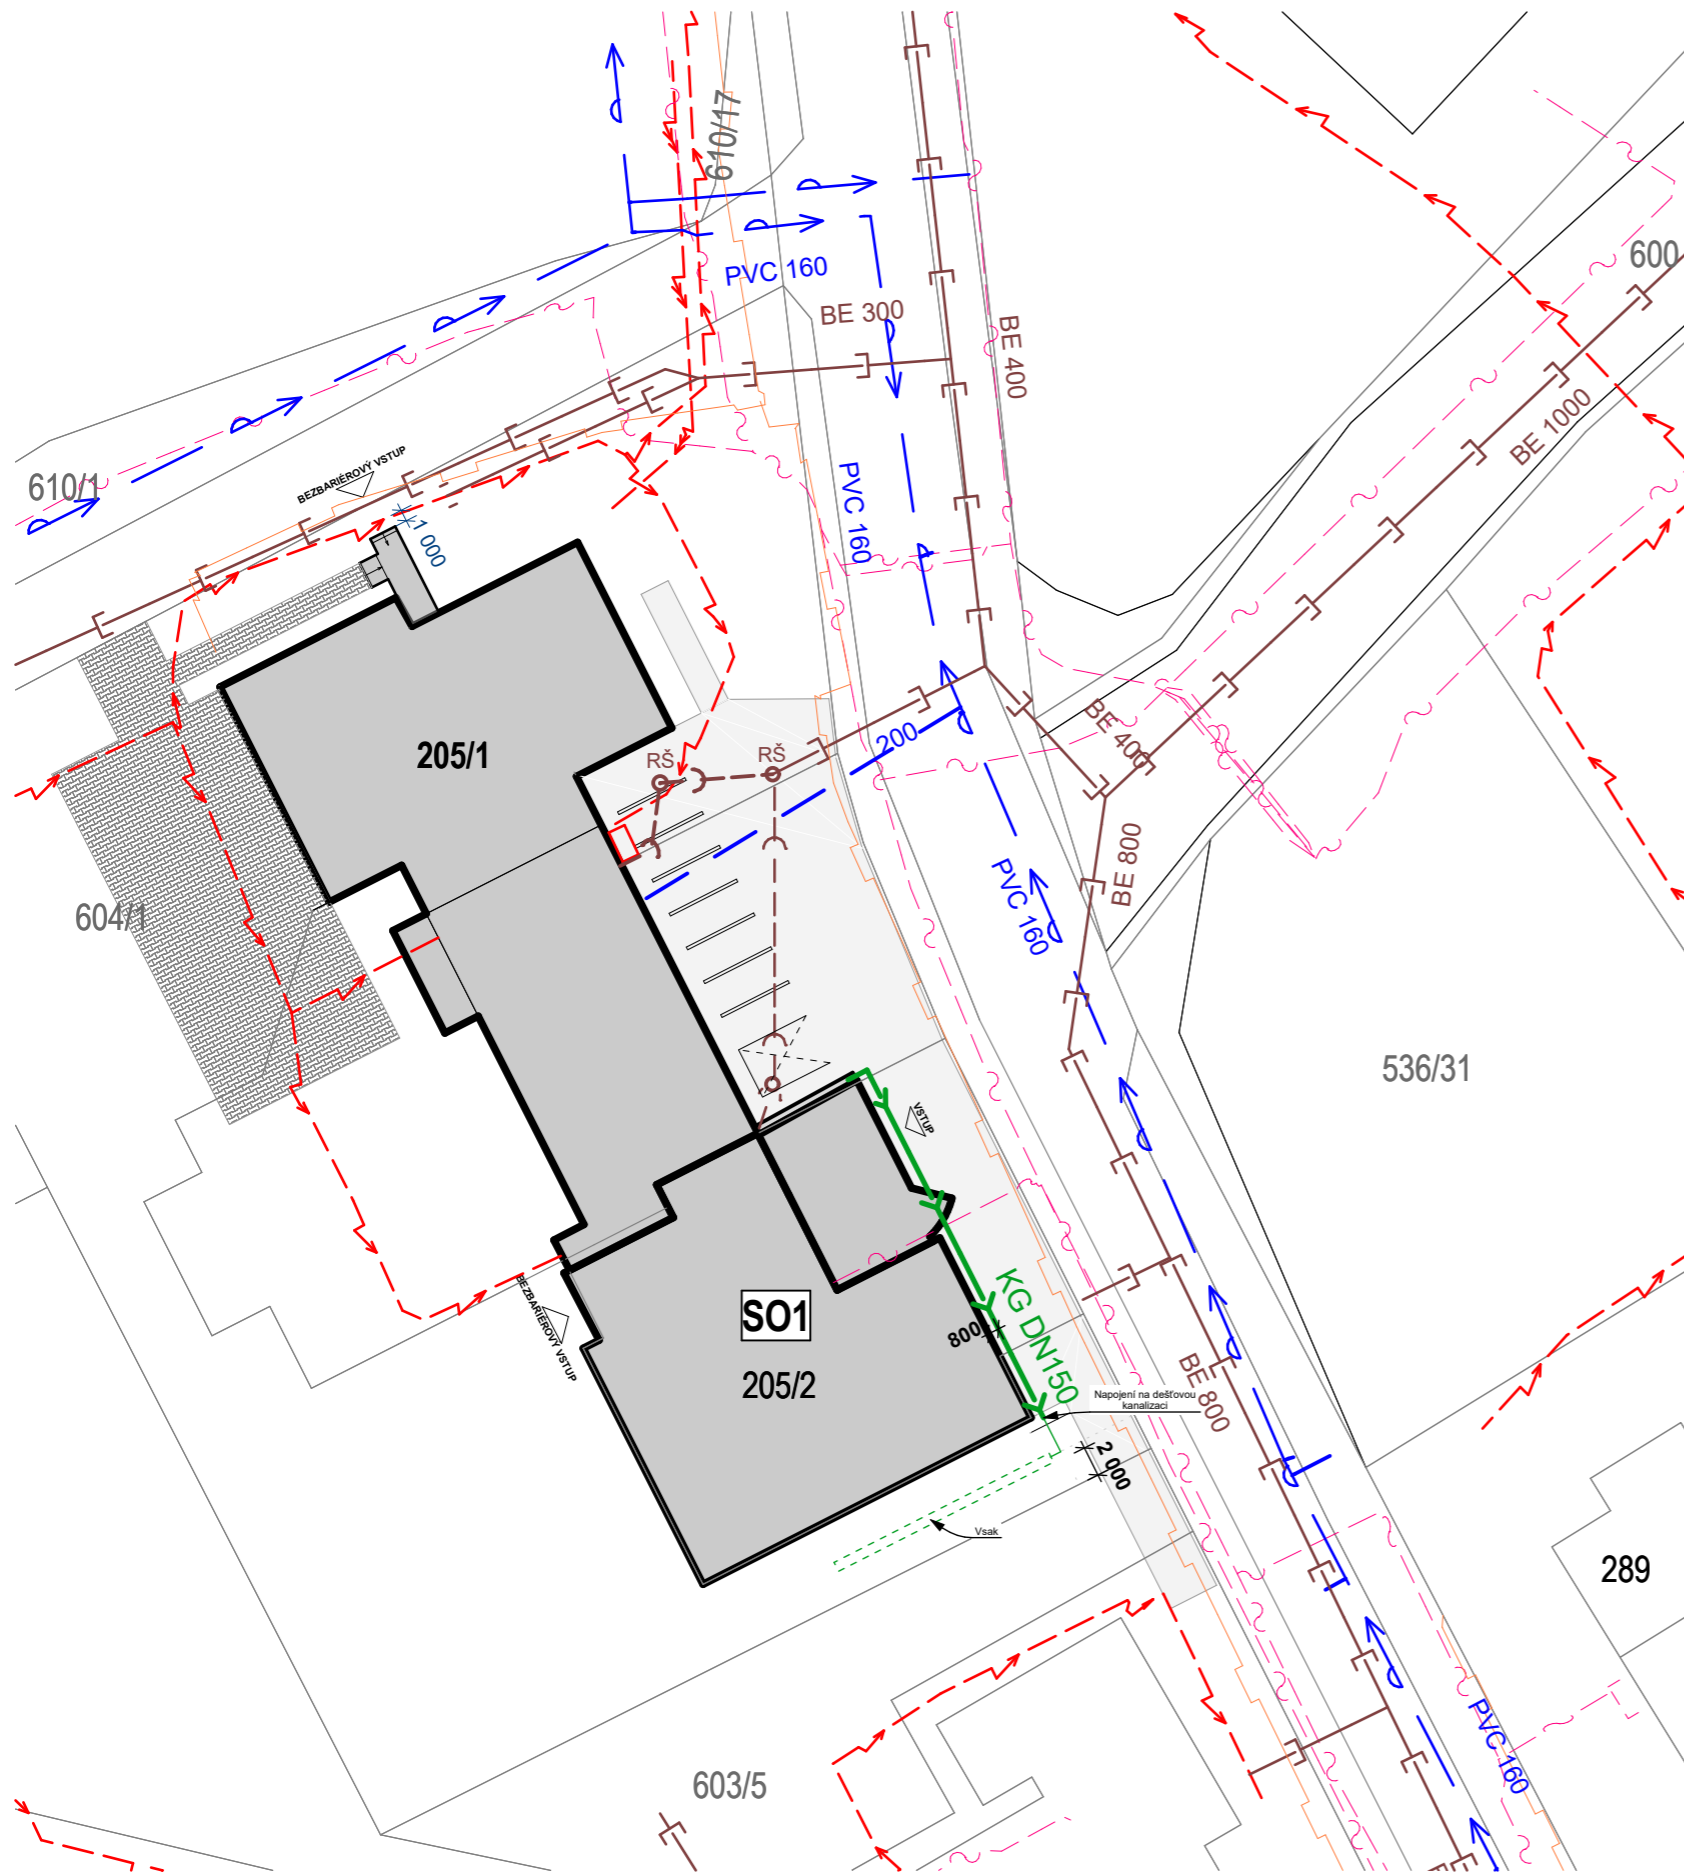 610/17
600
PVC 160
BE 300
BE 400
BE 1000
610/1
BEZBARIÉROVÝ VSTUP
1 000
PVC 160
205/1
RŠ
RŠ
200
BE 400
BE 800
PVC 160
604/1
536/31
VSTUP
BEZBARIÉROVÝ VSTUP
SO1
205/2
800
KG DN150
BE 800
Napojení na dešťovou
kanalizaci
2 000
Vsak
289
PVC 160
603/5